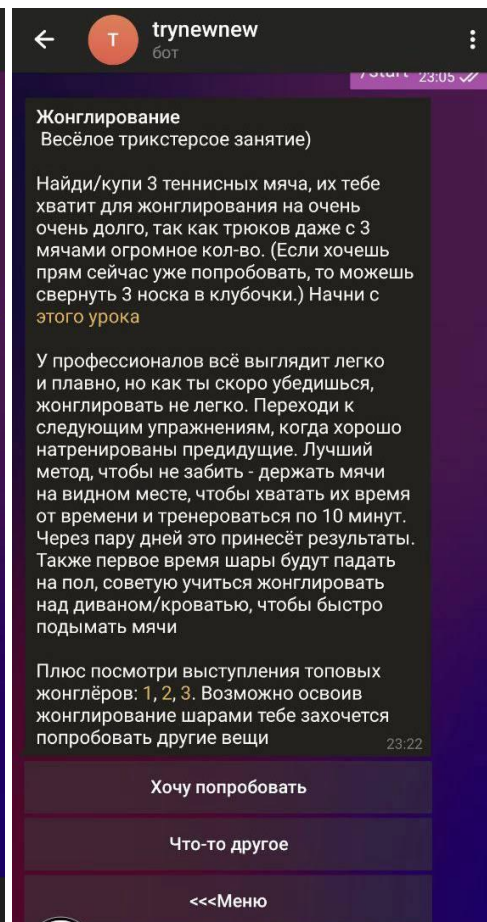 trynewnew
бот
/start 23:05
Жонглирование
Весёлое трикстерсое занятие)
Найди/купи 3 теннисных мяча, их тебе
хватит для жонглирования на очень
очень долго, так как трюков даже с 3
мячами огромное кол-во. (Если хочешь
прям сейчас уже попробовать, то можешь
свернуть 3 носка в клубочки.) Начни с
этого урока
У профессионалов всё выглядит легко
и плавно, но как ты скоро убедишься,
жонглировать не легко. Переходи к
следующим упражнениям, когда хорошо
натренированы предидущие. Лучший
метод, чтобы не забить - держать мячи
на видном месте, чтобы хватать их время
от времени и тренероваться по 10 минут.
Через пару дней это принесёт результаты.
Также первое время шары будут падать
на пол, советую учиться жонглировать
над диваном/кроватью, чтобы быстро
подымать мячи
Плюс посмотри выступления топовых
жонглёров: 1, 2, 3. Возможно освоив
жонглирование шарами тебе захочется
попробовать другие вещи
23:22
Хочу попробовать
Что-то другое
<<<Меню